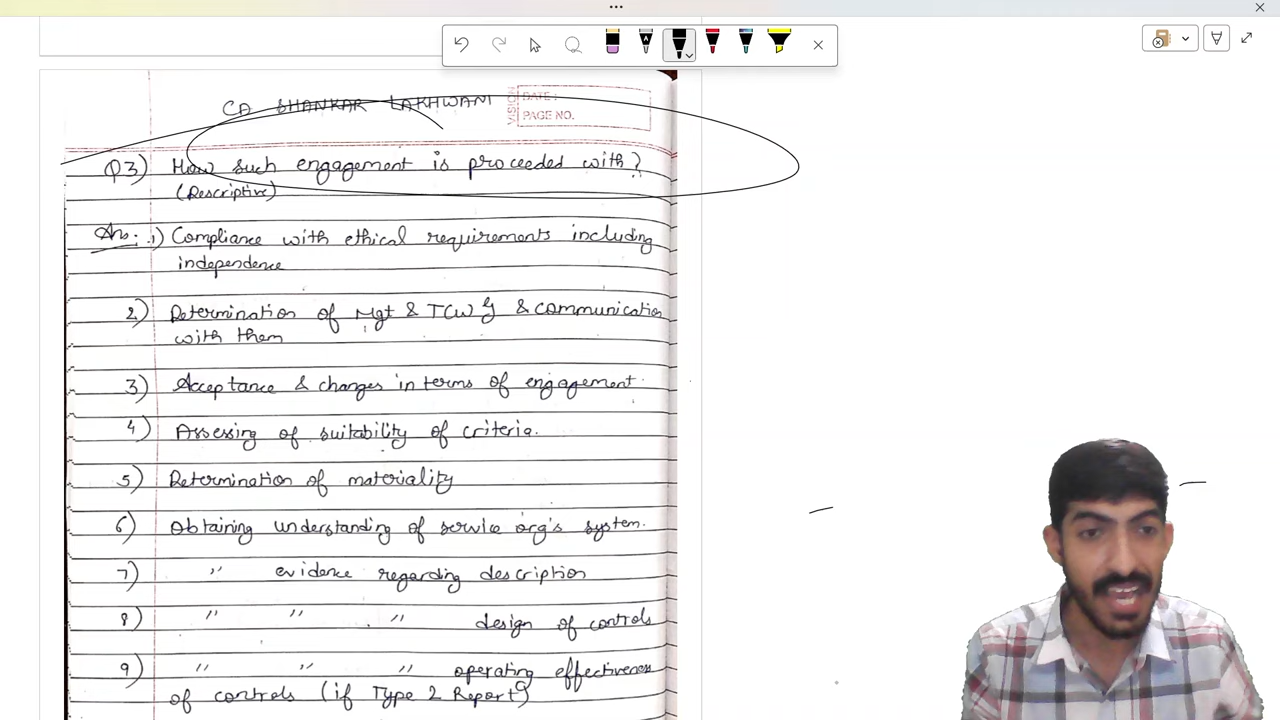 CA SHANKAR LAKHWANI
VISION
DATE :
PAGE NO.
Q3) How such engagement is proceeded with?
(Descriptive)
Ans: 1) Compliance with ethical requirements including
independence
2) Determination of Mgt & TCWG & communication
with them
3) Acceptance & changes in terms of engagement.
4) Assessing of suitability of criteria.
5) Determination of materiality
6) Obtaining understanding of service org's system.
7) " evidence regarding description
8) " " " design of controls
9) " " " operating effectiveness
of controls (if Type 2 Report)